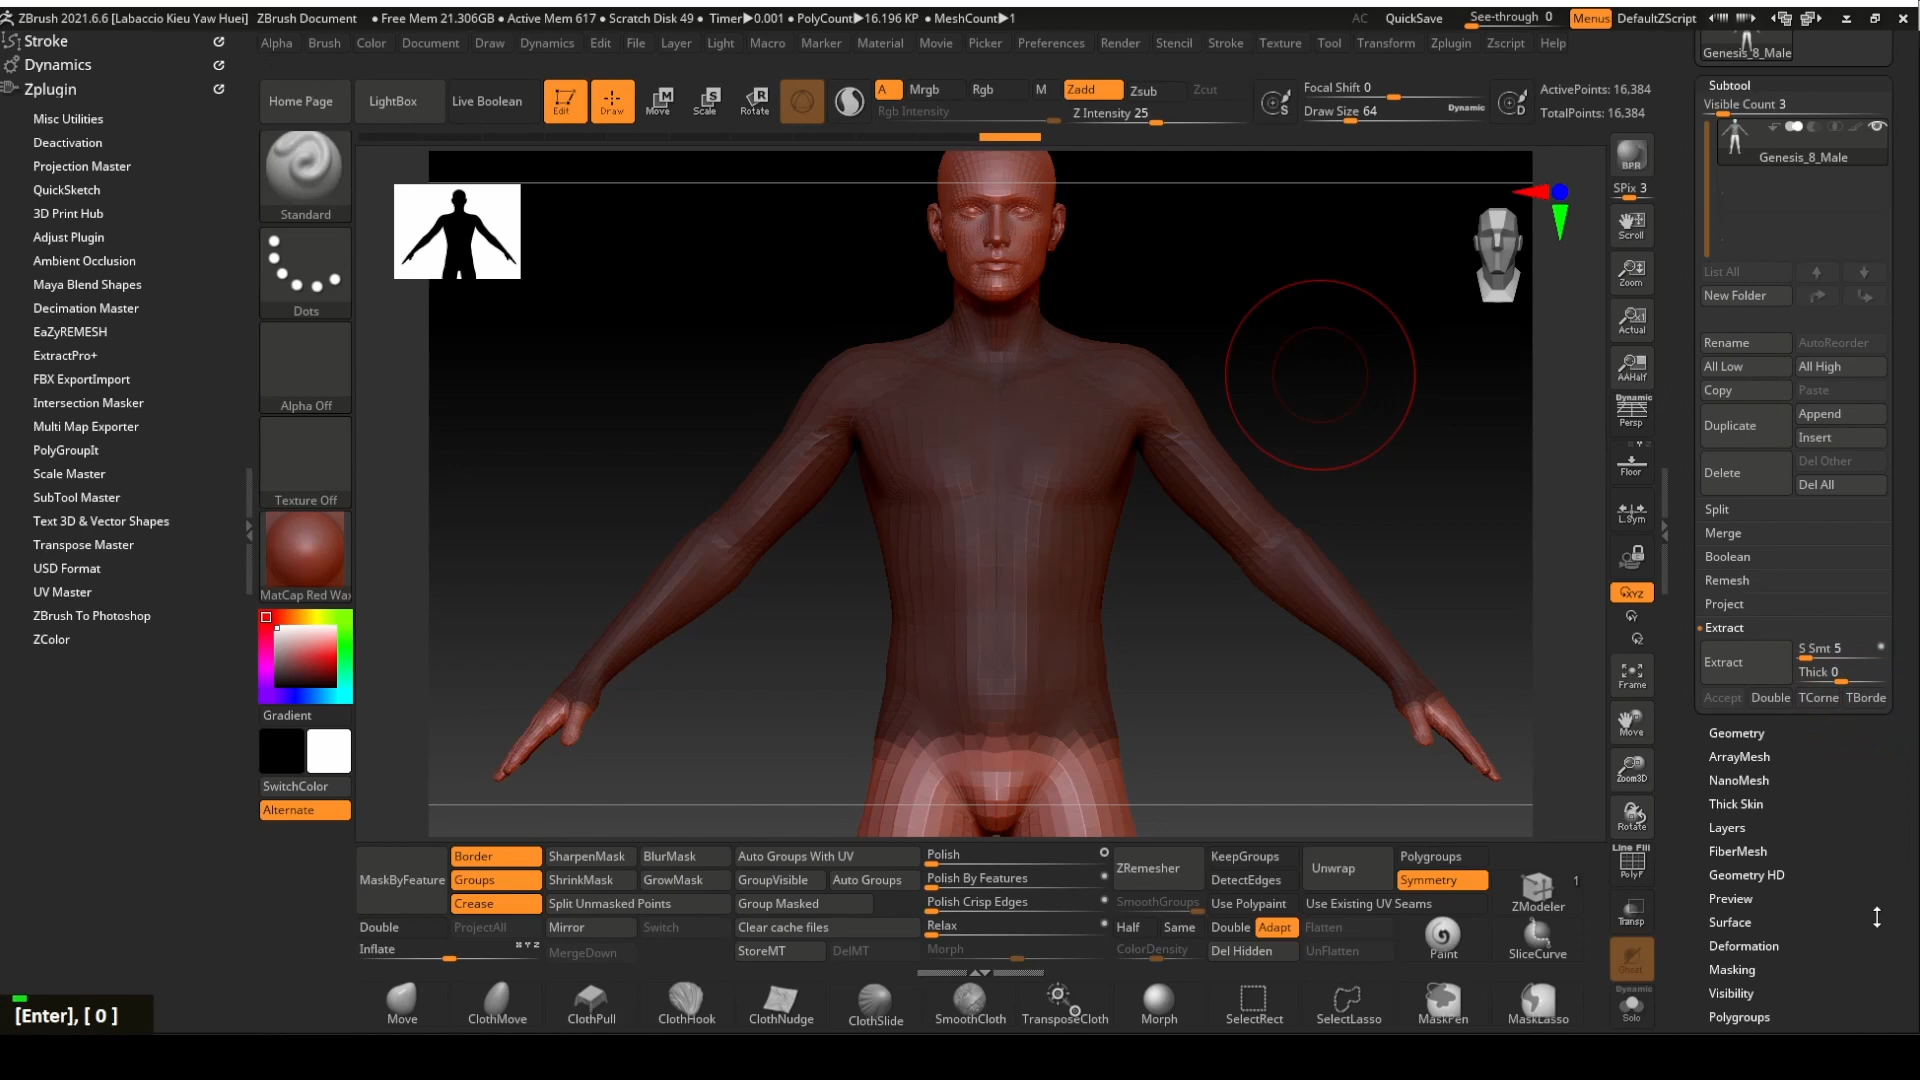 ZBrush 2021.6.6 [Labaccio Kieu Yaw Huei] ZBrush Document • Free Mem 21.306GB • Active Mem 617 • Scratch Disk 49 • Timer▶0.001 • PolyCount▶16.196 KP • MeshCount▶1 AC QuickSave See-through 0 Menus DefaultZScript
Alpha Brush Color Document Draw Dynamics Edit File Layer Light Macro Marker Material Movie Picker Preferences Render Stencil Stroke Texture Tool Transform Zplugin Zscript Help
Stroke
Dynamics
Zplugin
Misc Utilities
Deactivation
Projection Master
QuickSketch
3D Print Hub
Adjust Plugin
Ambient Occlusion
Maya Blend Shapes
Decimation Master
EaZyREMESH
ExtractPro+
FBX ExportImport
Intersection Masker
Multi Map Exporter
PolyGroupIt
Scale Master
SubTool Master
Text 3D & Vector Shapes
Transpose Master
USD Format
UV Master
ZBrush To Photoshop
ZColor
Home Page LightBox Live Boolean Edit Draw Move Scale Rotate
A Mrgb Rgb M Zadd Zsub Zcut
Rgb Intensity Z Intensity 25
Focal Shift 0
Draw Size 64 Dynamic
ActivePoints: 16,384
TotalPoints: 16,384
Standard
Dots
Alpha Off
Texture Off
MatCap Red Wax
Gradient
SwitchColor
Alternate
BPR
SPix 3
Scroll
Zoom
Actual
AAHalf
Dynamic
Persp
Floor
L.Sym
XYZ
Frame
Move
Zoom3D
Rotate
Line Fill
PolyF
Transp
Ghost
Dynamic
Solo
Genesis_8_Male
Subtool
Visible Count 3
Genesis_8_Male
List All
New Folder
Rename AutoReorder
All Low All High
Copy Paste
Duplicate Append
Insert
Delete Del Other
Del All
Split
Merge
Boolean
Remesh
Project
Extract
Extract S Smt 5
Thick 0
Accept Double TCorne TBorde
Geometry
ArrayMesh
NanoMesh
Thick Skin
Layers
FiberMesh
Geometry HD
Preview
Surface
Deformation
Masking
Visibility
Polygroups
MaskByFeature Border SharpenMask BlurMask Auto Groups With UV Polish ZRemesher KeepGroups Unwrap Polygroups
Groups ShrinkMask GrowMask GroupVisible Auto Groups Polish By Features DetectEdges Symmetry 1
Crease Split Unmasked Points Group Masked Polish Crisp Edges SmoothGroups Use Polypaint Use Existing UV Seams ZModeler
Double ProjectAll Mirror Switch Clear cache files Relax Half Same Double Adapt Flatten
Inflate MergeDown StoreMT DelMT Morph ColorDensity Del Hidden UnFlatten Paint SliceCurve
Move ClothMove ClothPull ClothHook ClothNudge ClothSlide SmoothCloth TransposeCloth Morph SelectRect SelectLasso MaskPen MaskLasso
[Enter], [ 0 ]